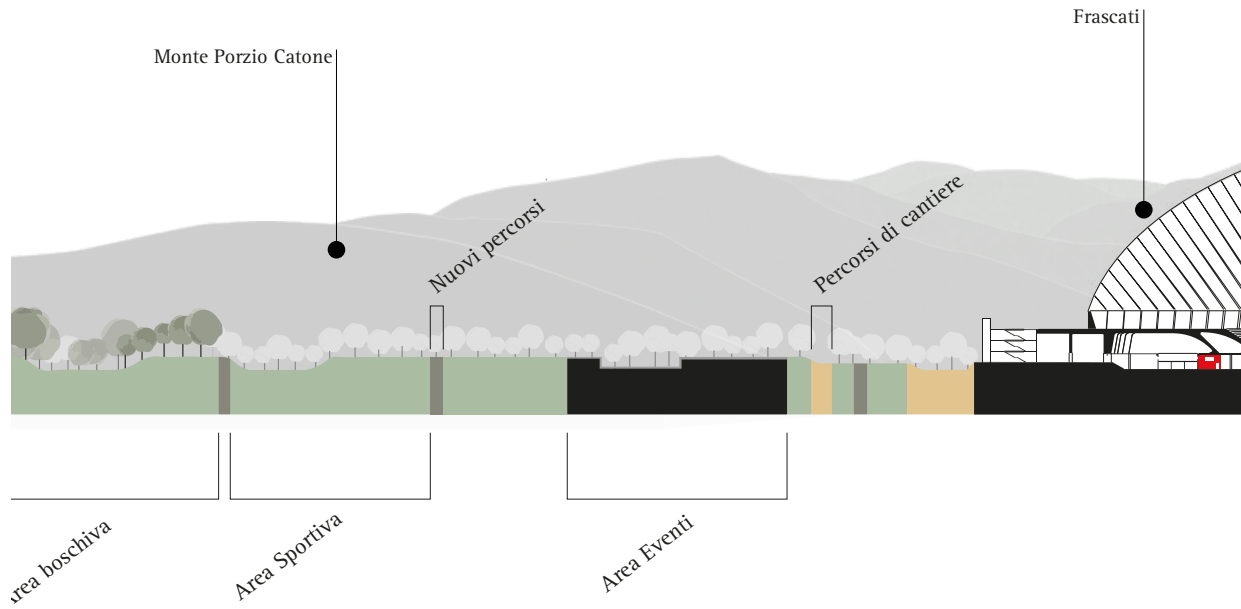 Frascati
Monte Porzio Catone
Nuovi percorsi
Percorsi di cantiere
rea boschiva
Area Sportiva
Area Eventi